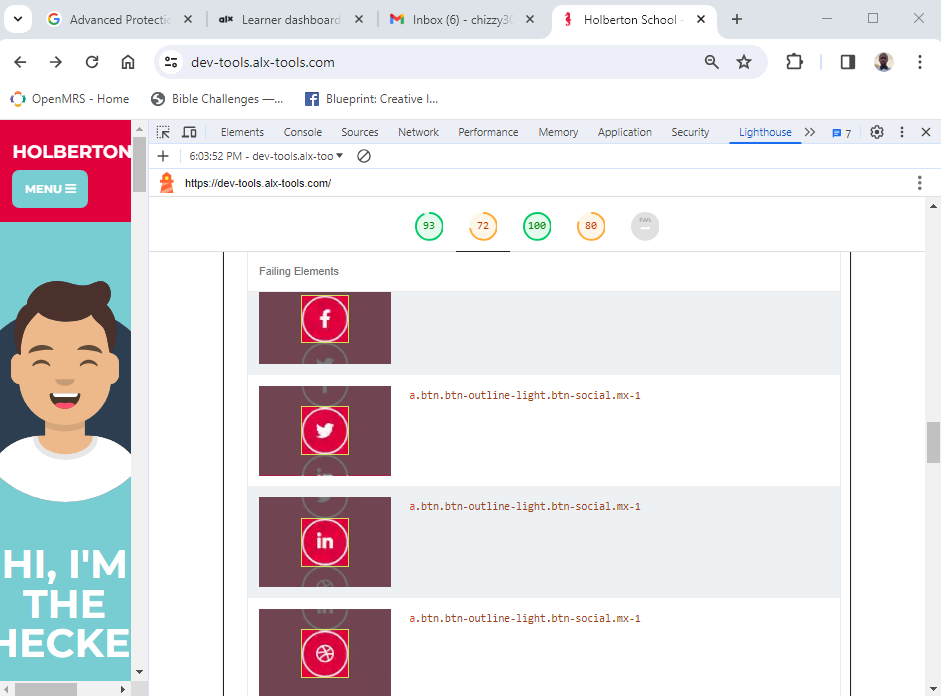 Advanced Protectio
alx Learner dashboard
Inbox (6) - chizzy30
Holberton School -
dev-tools.alx-tools.com
OpenMRS - Home
Bible Challenges —...
Blueprint: Creative I...
HOLBERTON
MENU
HI, I'M
THE
HECKE
Elements Console Sources Network Performance Memory Application Security Lighthouse 7
6:03:52 PM - dev-tools.alx-too
https://dev-tools.alx-tools.com/
93 72 100 80 PWA
Failing Elements
a.btn.btn-outline-light.btn-social.mx-1
a.btn.btn-outline-light.btn-social.mx-1
a.btn.btn-outline-light.btn-social.mx-1